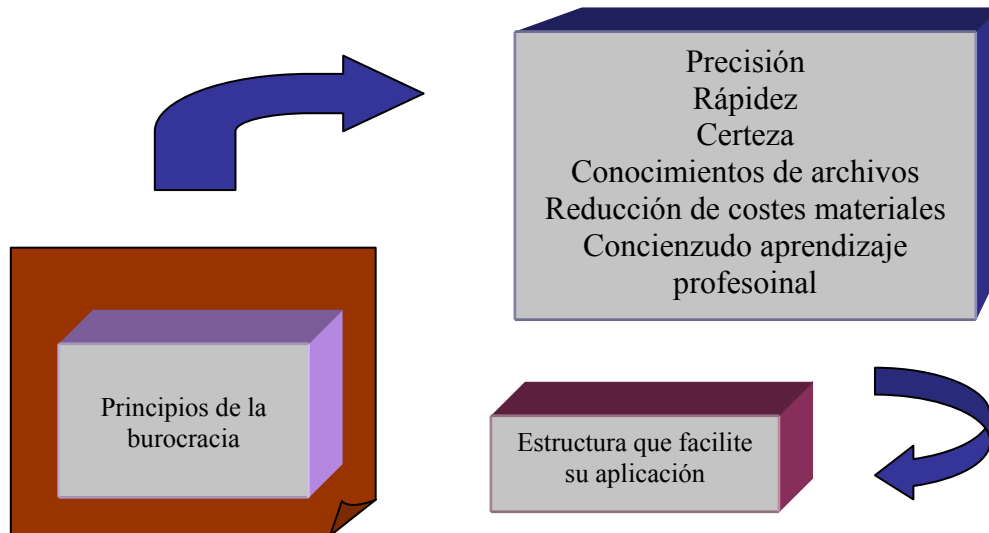 Precisión
Rápidez
Certeza
Conocimientos de archivos
Reducción de costes materiales
Concienzudo aprendizaje
profesoinal
Principios de la
burocracia
Estructura que facilite
su aplicación